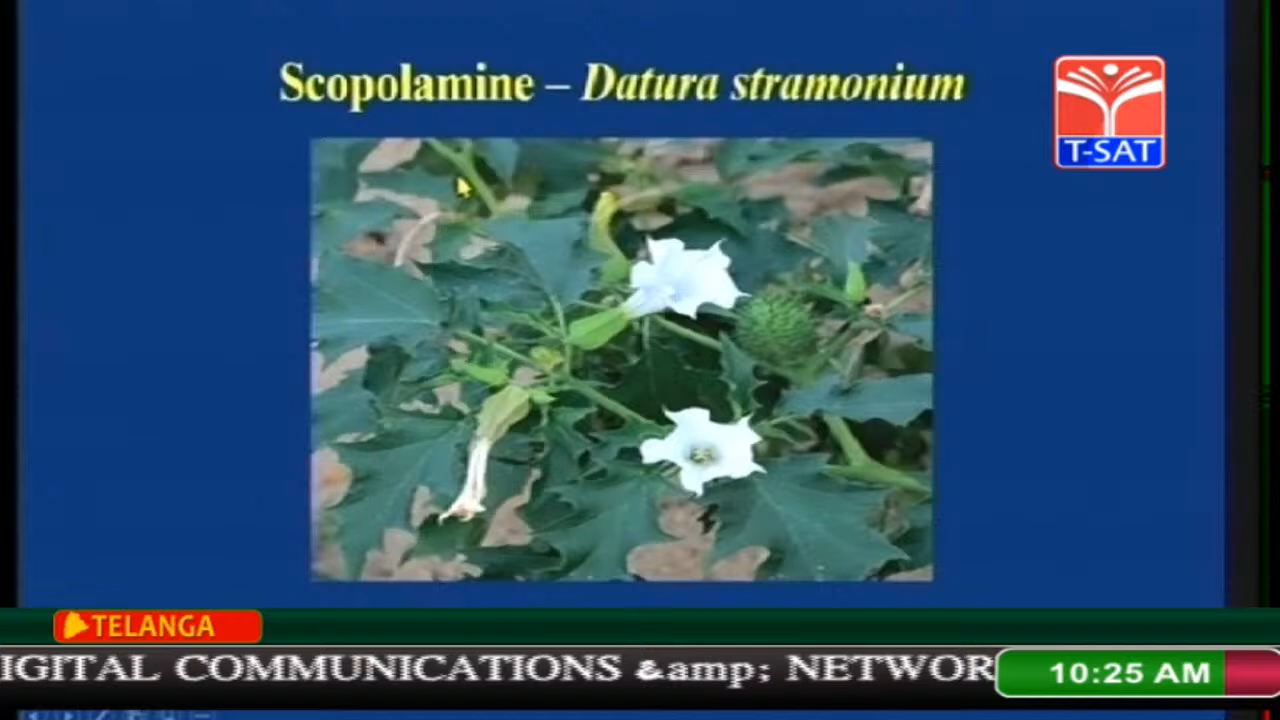 Scopolamine – Datura stramonium
T-SAT
TELANGA
IGITAL COMMUNICATIONS &amp; NETWOR
10:25 AM